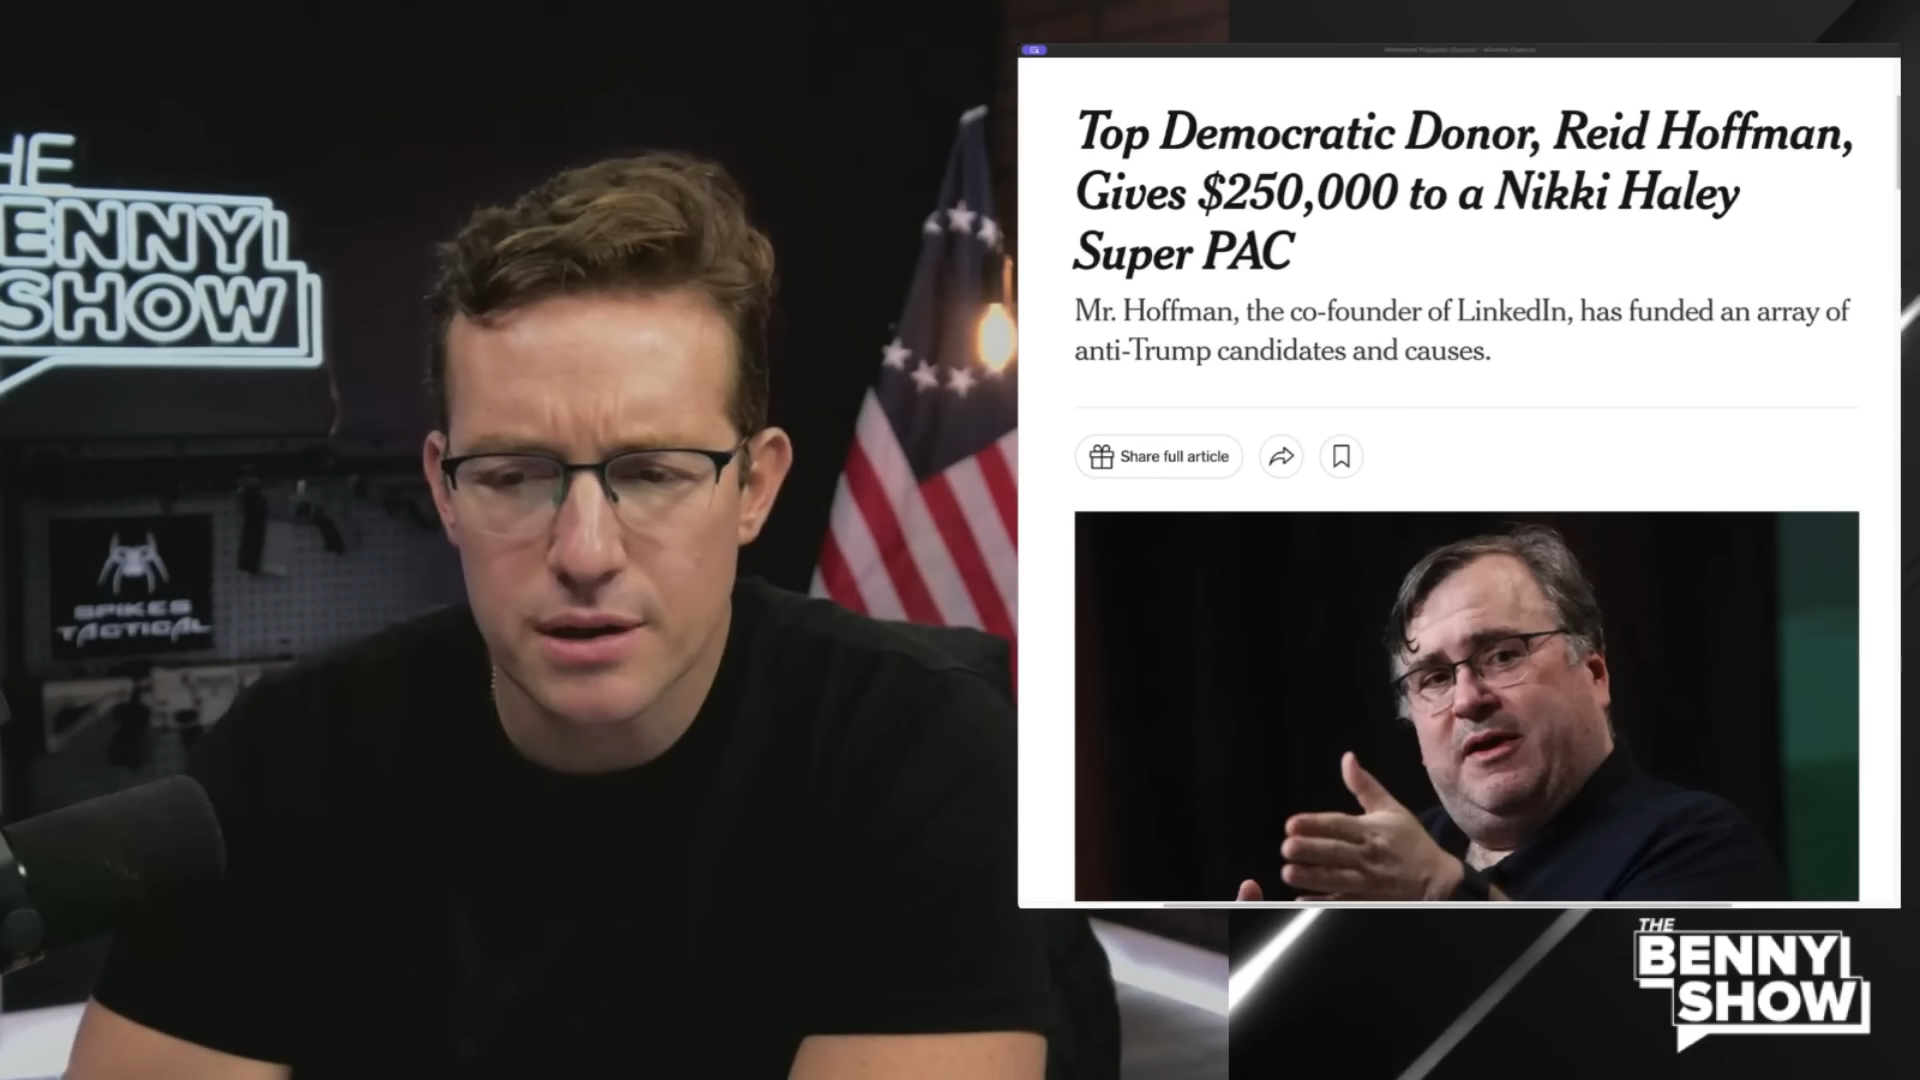 HE
ENNY
SHOW
SPIKES
TACTICAL
Top Democratic Donor, Reid Hoffman,
Gives $250,000 to a Nikki Haley
Super PAC
Mr. Hoffman, the co-founder of LinkedIn, has funded an array of
anti-Trump candidates and causes.
Share full article
THE
BENNY
SHOW